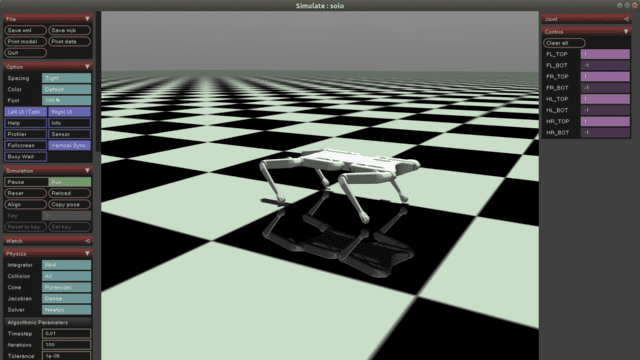 Simulate : solo
File
Save xml Save mjb
Print model Print data
Quit
Option
Spacing Tight
Color Default
Font 100 %
Left UI (Tab) Right UI
Help Info
Profiler Sensor
Fullscreen Vertical Sync
Busy Wait
Simulation
Pause Run
Reset Reload
Align Copy pose
Key
Reset to key Set key
Watch
Physics
Integrator
Collision All
Cone Pyramidal
Jacobian Dense
Solver Newton
Algorithmic Parameters
Timestep 0.01
Iterations 100
Tolerance 1e-08
Joint
Control
Clear all
FL_TOP 1
FL_BOT -1
FR_TOP 1
FR_BOT -1
HL_TOP 1
HL_BOT -1
HR_TOP 1
HR_BOT -1